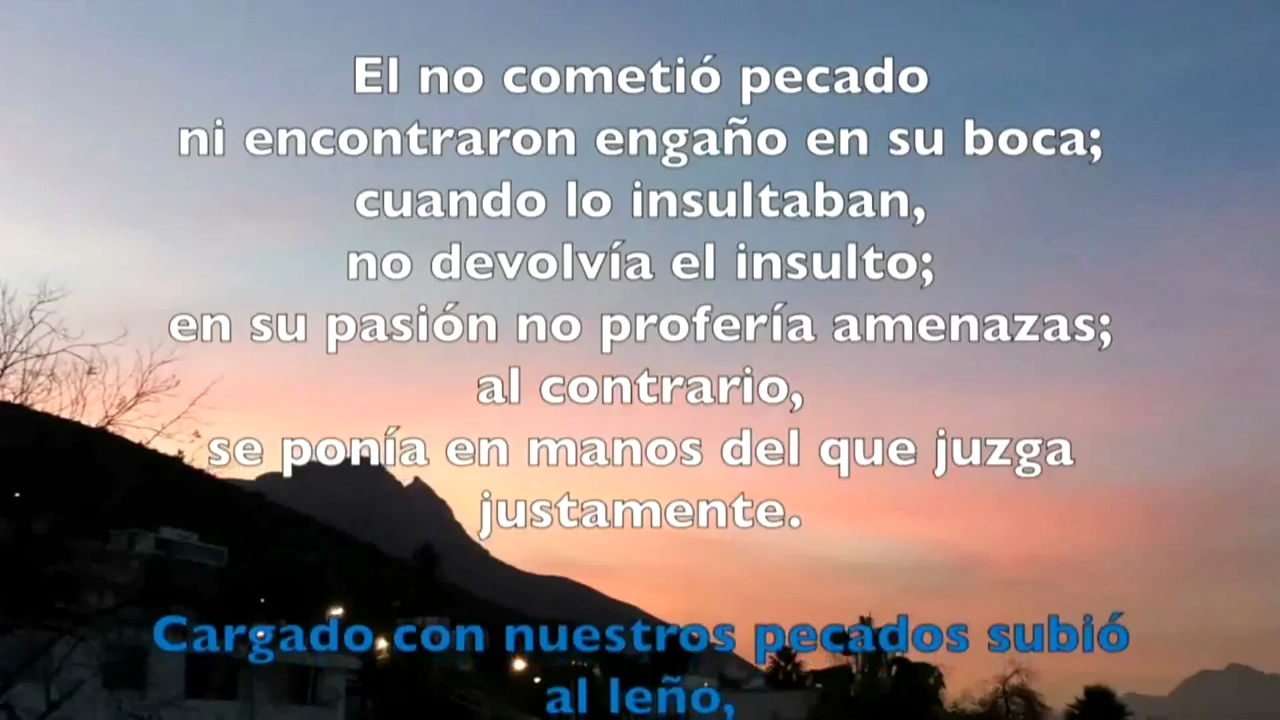 El no cometió pecado
ni encontraron engaño en su boca;
cuando lo insultaban,
no devolvía el insulto;
en su pasión no profería amenazas;
al contrario,
se ponía en manos del que juzga
justamente.
Cargado con nuestros pecados subió
al leño,